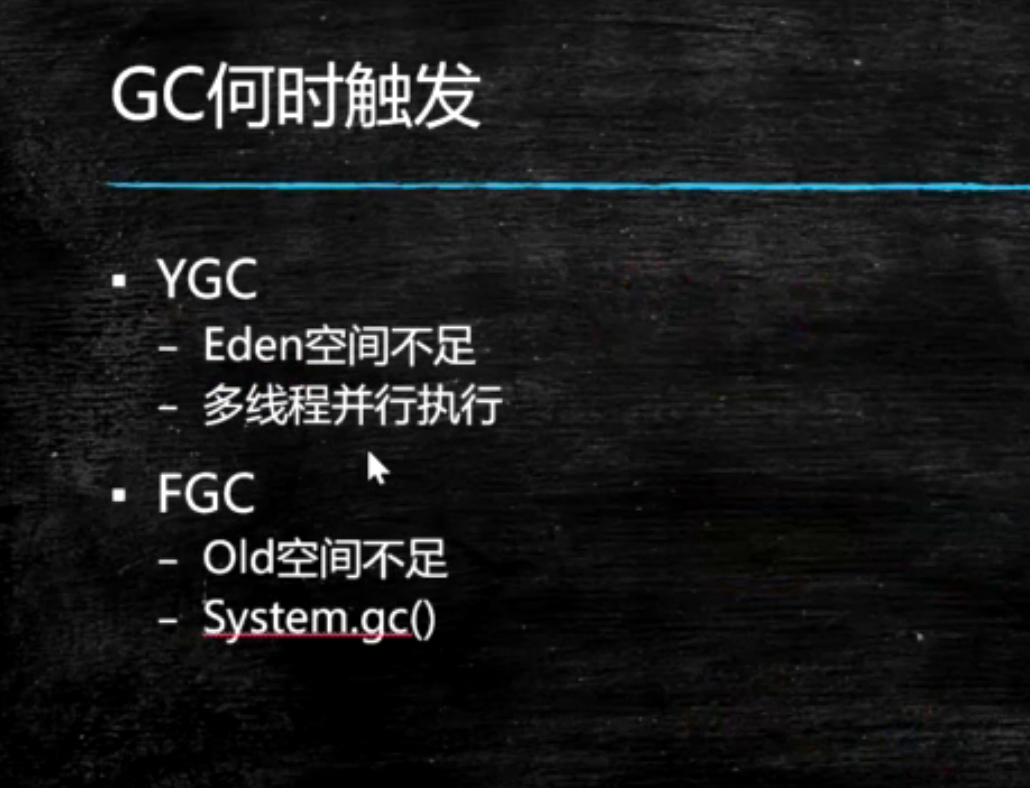 GC何时触发
▪ YGC
– Eden空间不足
– 多线程并行执行
▪ FGC
– Old空间不足
– System.gc()